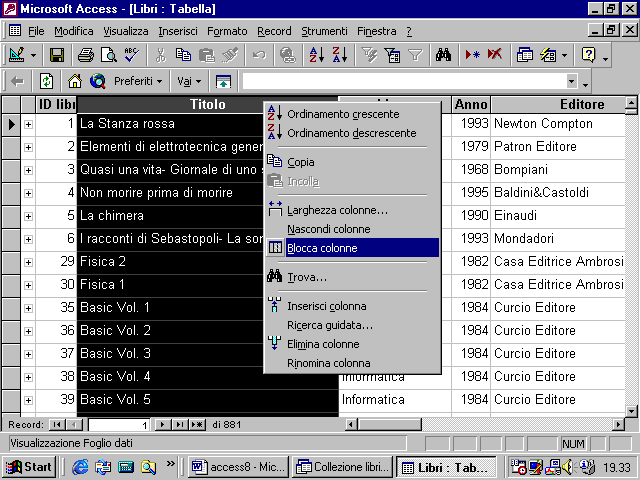 Microsoft Access - [Libri : Tabella]
File Modifica Visualizza Inserisci Formato Record Strumenti Finestra ?
Preferiti Vai
ID libr Titolo Anno Editore
1 La Stanza rossa 1993 Newton Compton
2 Elementi di elettrotecnica gener 1979 Patron Editore
3 Quasi una vita- Giornale di uno s 1968 Bompiani
4 Non morire prima di morire 1995 Baldini&Castoldi
5 La chimera 1990 Einaudi
6 I racconti di Sebastopoli- La son 1993 Mondadori
29 Fisica 2 1982 Casa Editrice Ambrosi
30 Fisica 1 1982 Casa Editrice Ambrosi
35 Basic Vol. 1 1984 Curcio Editore
36 Basic Vol. 2 1984 Curcio Editore
37 Basic Vol. 3 1984 Curcio Editore
38 Basic Vol. 4 Informatica 1984 Curcio Editore
39 Basic Vol. 5 Informatica 1984 Curcio Editore
Ordinamento crescente
Ordinamento descrescente
Copia
Incolla
Larghezza colonne...
Nascondi colonne
Blocca colonne
Trova...
Inserisci colonna
Ricerca guidata...
Elimina colonne
Rinomina colonna
Record: 1 di 881
Visualizzazione Foglio dati NUM
Start access8 - Mic... Collezione libri... Libri : Tab... 19.33